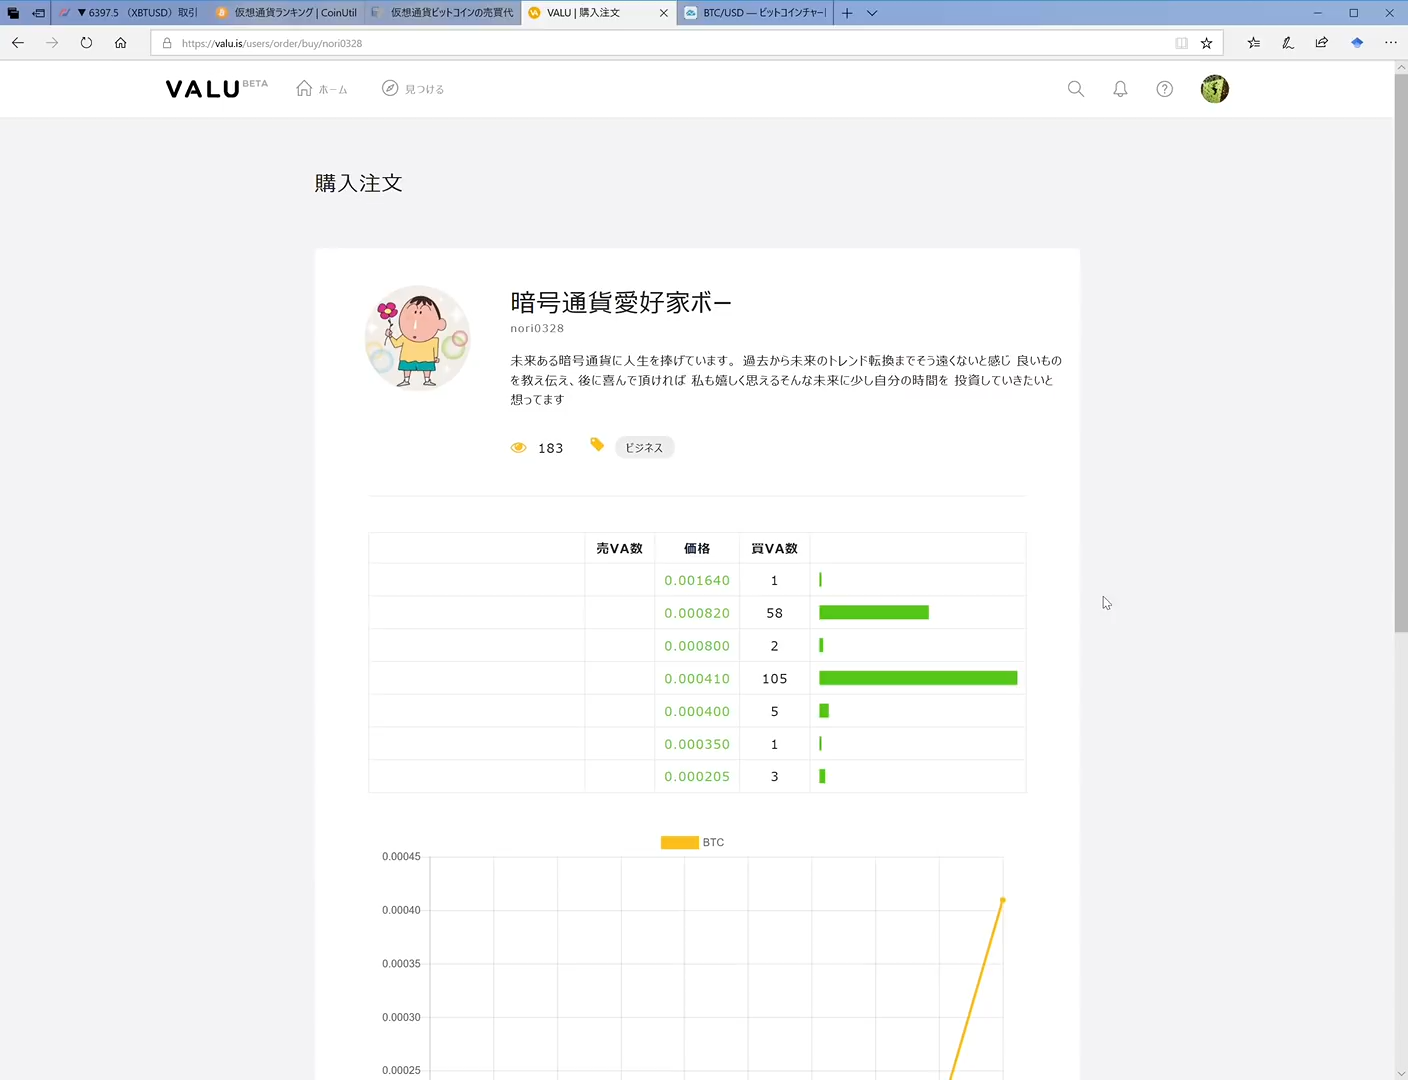 ▼ 6397.5 （XBTUSD）取引
仮想通貨ランキング | CoinUtil
仮想通貨ビットコインの売買代
VALU | 購入注文
BTC/USD — ビットコインチャート
https://valu.is/users/order/buy/nori0328
VALU BETA
ホーム
見つける
購入注文
暗号通貨愛好家ボー
nori0328
未来ある暗号通貨に人生を捧げています。 過去から未来のトレンド転換までそう遠くないと感じ 良いもの
を教え伝え、後に喜んで頂ければ 私も嬉しく思えるそんな未来に少し自分の時間を 投資していきたいと
想ってます
183 ビジネス
売VA数 価格 買VA数
0.001640 1
0.000820 58
0.000800 2
0.000410 105
0.000400 5
0.000350 1
0.000205 3
BTC
0.00045
0.00040
0.00035
0.00030
0.00025